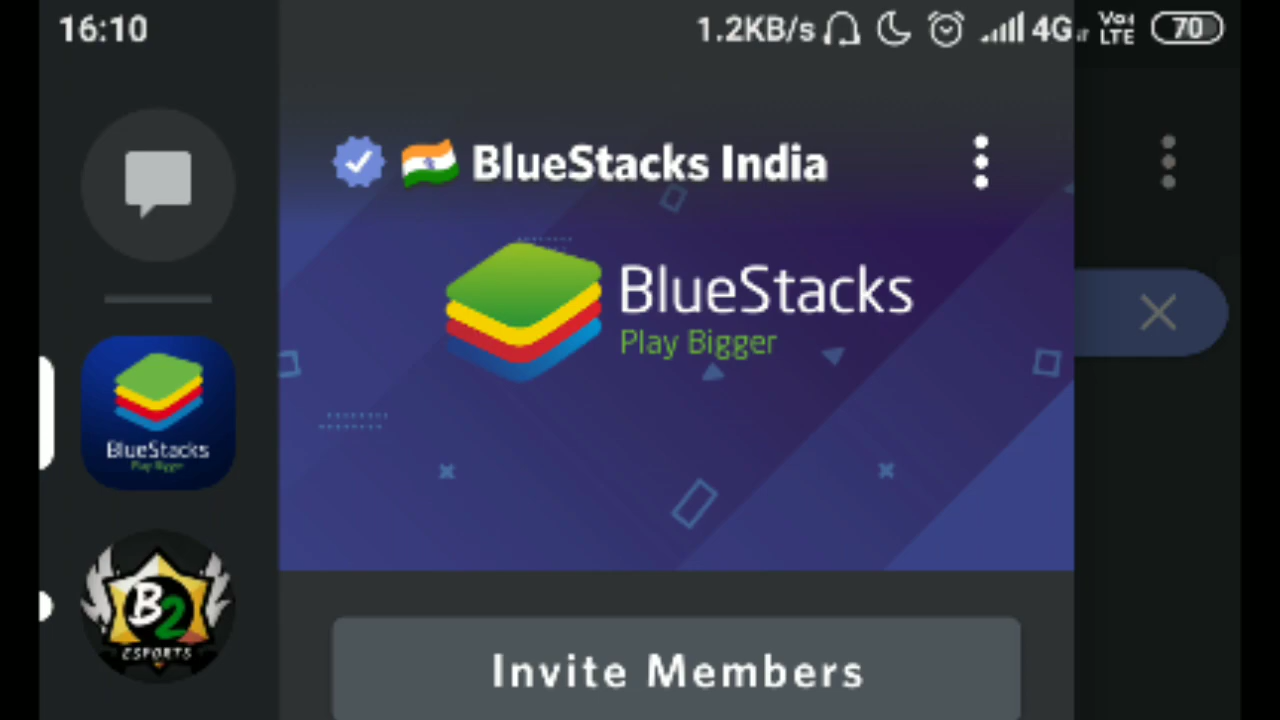 16:10
1.2KB/s 4G Vo LTE 70
BlueStacks India
BlueStacks
Play Bigger
BlueStacks
Play Bigger
B2
ESPORTS
Invite Members